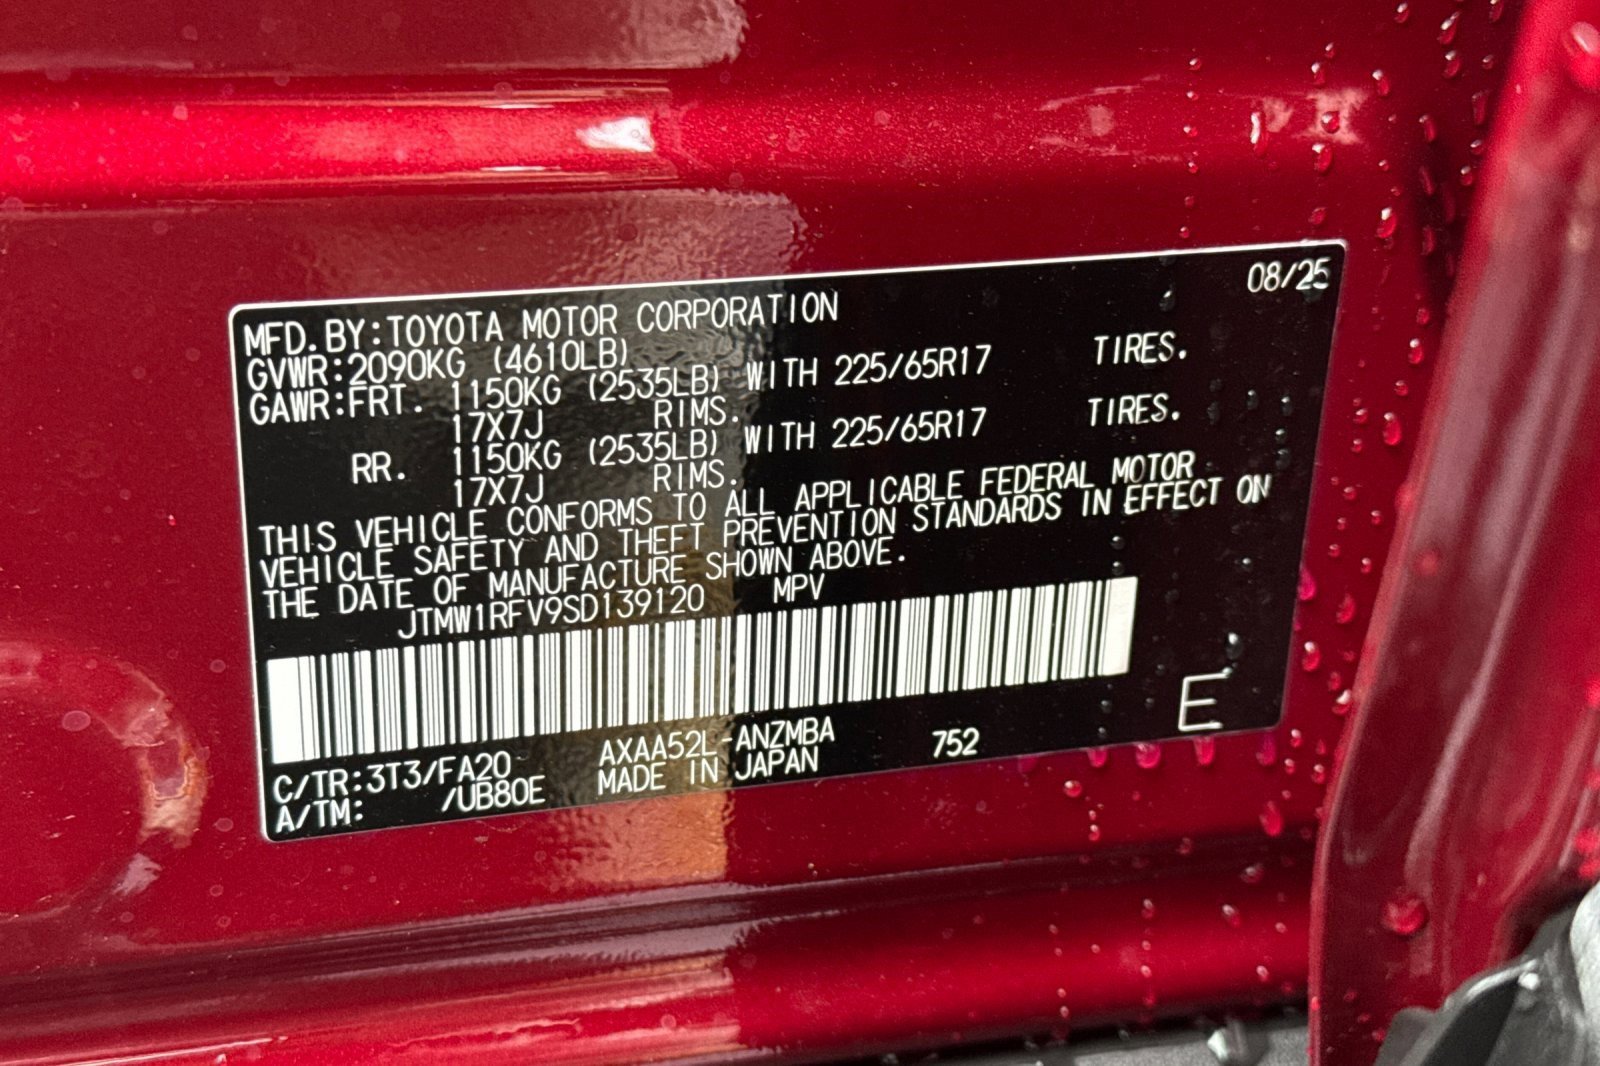 08/25
MFD. BY:TOYOTA MOTOR CORPORATION
GVWR:2090KG (4610LB)
GAWR:FRT. 1150KG (2535LB) WITH 225/65R17 TIRES.
17X7J RIMS.
RR. 1150KG (2535LB) WITH 225/65R17 TIRES.
17X7J RIMS.
THIS VEHICLE CONFORMS TO ALL APPLICABLE FEDERAL MOTOR
VEHICLE SAFETY AND THEFT PREVENTION STANDARDS IN EFFECT ON
THE DATE OF MANUFACTURE SHOWN ABOVE.
JTMW1RFV9SD139120 MPV
E
C/TR:3T3/FA20 AXAA52L-ANZMBA 752
A/TM: /UB80E MADE IN JAPAN